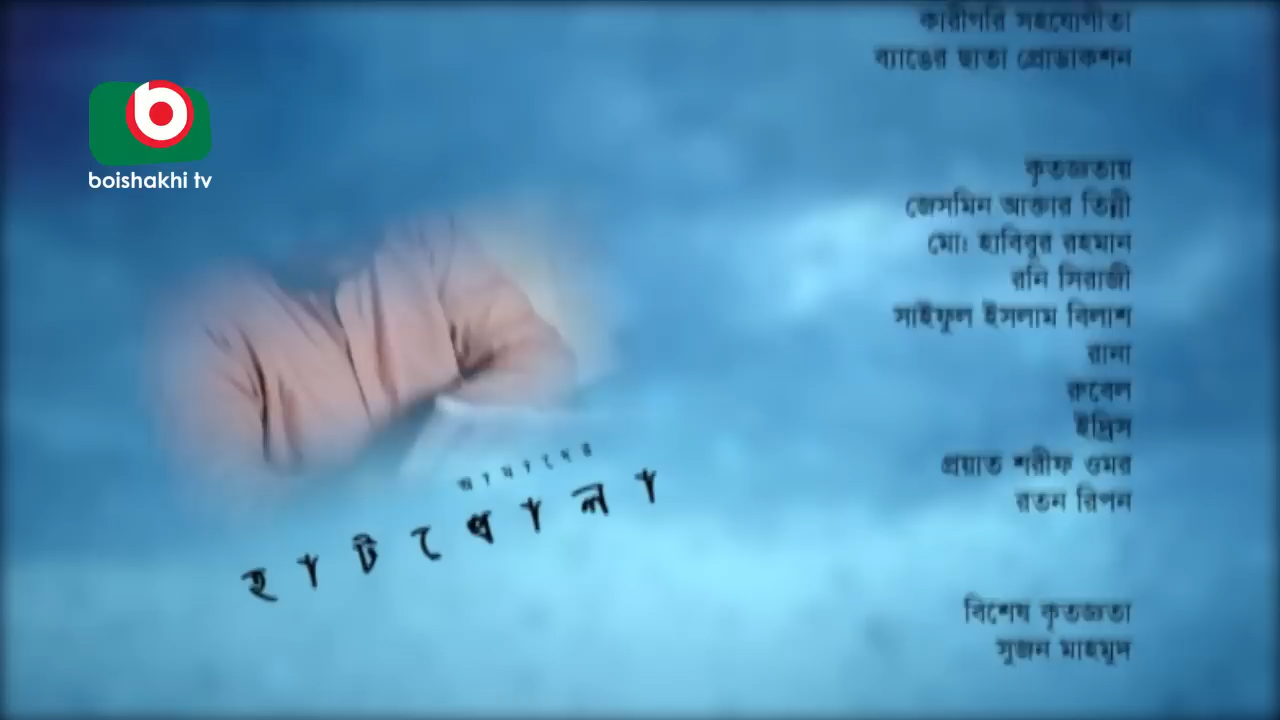 boishakhi tv
আমাদের
হাটখোলা
কারীগরি সহযোগীতা
ব্যাঙের ছাতা প্রোডাকশন
কৃতজ্ঞতায়
জেসমিন আক্তার তিন্নী
মোঃ হাবিবুর রহমান
রনি সিরাজী
সাইফুল ইসলাম বিলাশ
রানা
রুবেল
ইদ্রিস
প্রয়াত শরীফ ওমর
রতন রিপন
বিশেষ কৃতজ্ঞতা
সুজন মাহমুদ